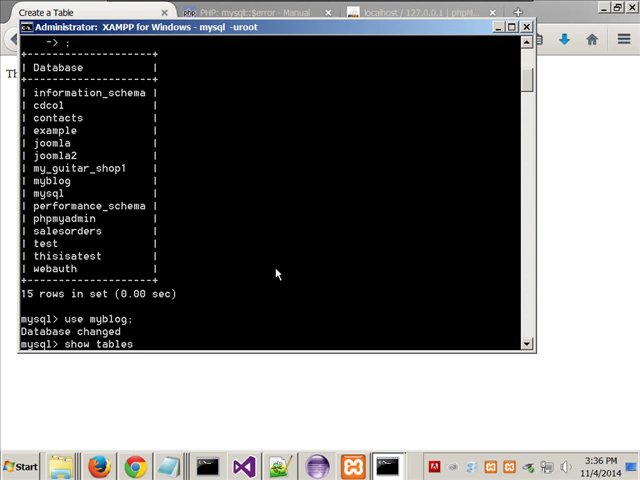 Create a Table
PHP: mysqli::$error - Manual
localhost / 127.0.0.1 | phpM...
Administrator: XAMPP for Windows - mysql -uroot
Th
-> ;
+--------------------+
| Database |
+--------------------+
| information_schema |
| cdcol |
| contacts |
| example |
| joomla |
| joomla2 |
| my_guitar_shop1 |
| myblog |
| mysql |
| performance_schema |
| phpmyadmin |
| salesorders |
| test |
| thisisatest |
| webauth |
+--------------------+
15 rows in set (0.00 sec)
mysql> use myblog;
Database changed
mysql> show tables
Start
3:36 PM
11/4/2014